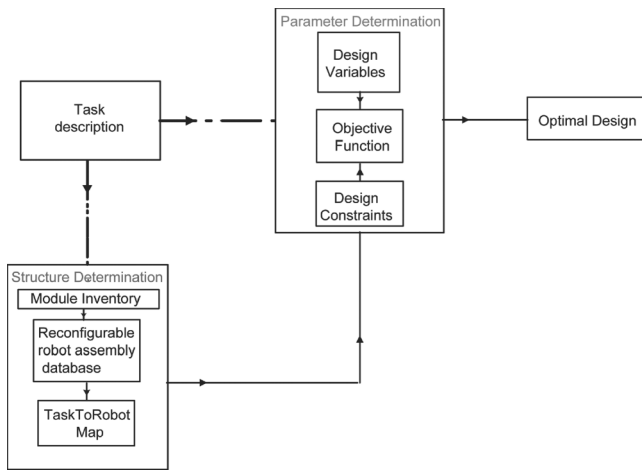 Parameter Determination
Design
Variables
Task
description
Objective
Function
Optimal Design
Design
Constraints
Structure Determination
Module Inventory
Reconfigurable
robot assembly
database
TaskToRobot
Map